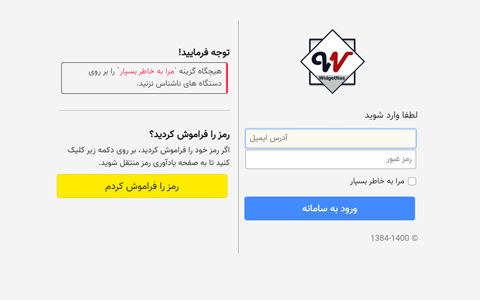 WidgetNas
لطفا وارد شوید
آدرس ایمیل
رمز عبور
مرا به خاطر بسپار
ورود به سامانه
© 1384-1400
توجه فرمایید!
هیچگاه گزینه `مرا به خاطر بسپار` را بر روی
دستگاه های ناشناس نزنید.
رمز را فراموش کردید؟
اگر رمز خود را فراموش کردید، بر روی دکمه زیر کلیک
کنید تا به صفحه یادآوری رمز منتقل شوید.
رمز را فراموش کردم